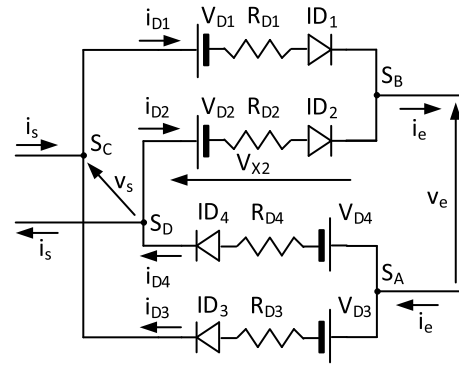 i_D1 V_D1 R_D1 ID_1
S_B
i_D2 V_D2 R_D2 ID_2
i_s i_e
S_C
V_X2
v_s v_e
S_D
i_s ID_4 R_D4 V_D4
i_D4 S_A
i_D3 ID_3 R_D3 V_D3 i_e